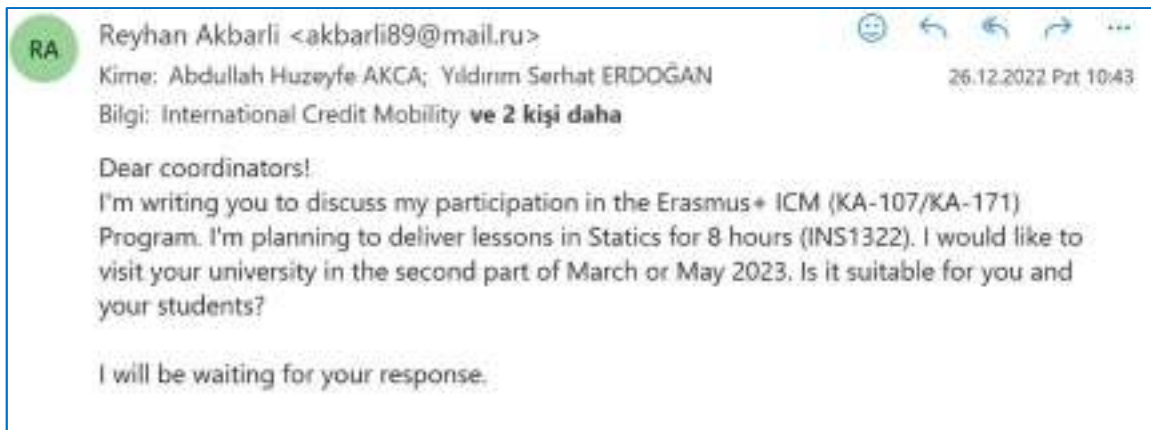 RA
Reyhan Akbarli <akbarli89@mail.ru>
Kime: Abdullah Huzeyfe AKCA; Yıldırım Serhat ERDOĞAN
26.12.2022 Pzt 10:43
Bilgi: International Credit Mobility ve 2 kişi daha
Dear coordinators!
I'm writing you to discuss my participation in the Erasmus+ ICM (KA-107/KA-171)
Program. I'm planning to deliver lessons in Statics for 8 hours (INS1322). I would like to
visit your university in the second part of March or May 2023. Is it suitable for you and
your students?
I will be waiting for your response.